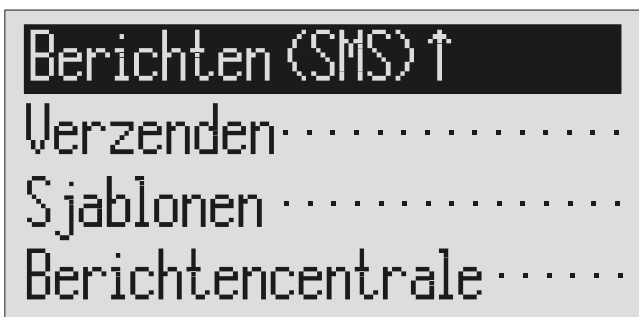 Berichten (SMS)↑
Verzenden···············
Sjablonen···············
Berichtencentrale······